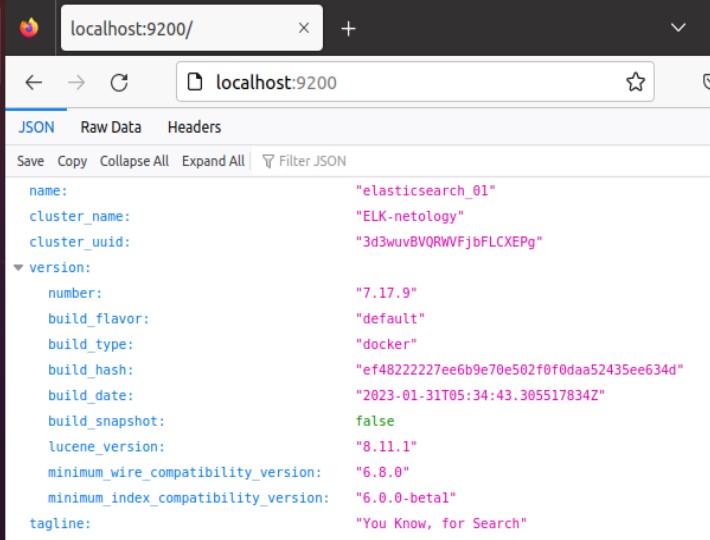 localhost:9200/
localhost:9200
JSON Raw Data Headers
Save Copy Collapse All Expand All Filter JSON
name: "elasticsearch_01"
cluster_name: "ELK-netology"
cluster_uuid: "3d3wuvBVQRWVFjbFLCXEPg"
version:
number: "7.17.9"
build_flavor: "default"
build_type: "docker"
build_hash: "ef48222227ee6b9e70e502f0f0daa52435ee634d"
build_date: "2023-01-31T05:34:43.305517834Z"
build_snapshot: false
lucene_version: "8.11.1"
minimum_wire_compatibility_version: "6.8.0"
minimum_index_compatibility_version: "6.0.0-beta1"
tagline: "You Know, for Search"